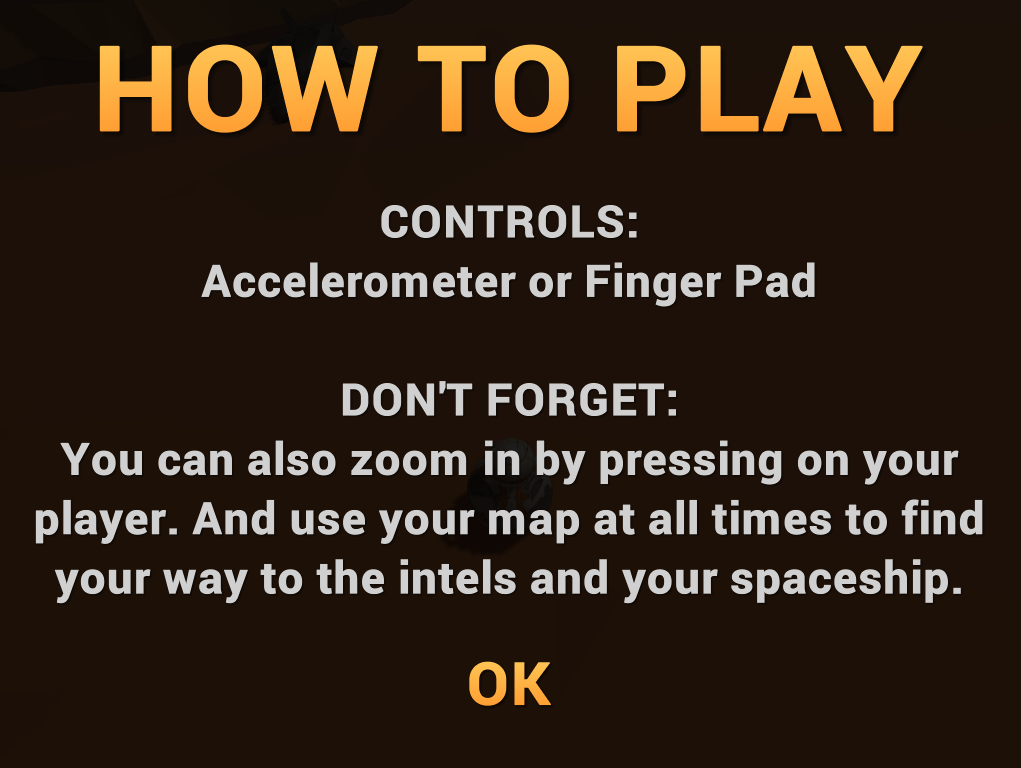 HOW TO PLAY
CONTROLS:
Accelerometer or Finger Pad
DON'T FORGET:
You can also zoom in by pressing on your
player. And use your map at all times to find
your way to the intels and your spaceship.
OK